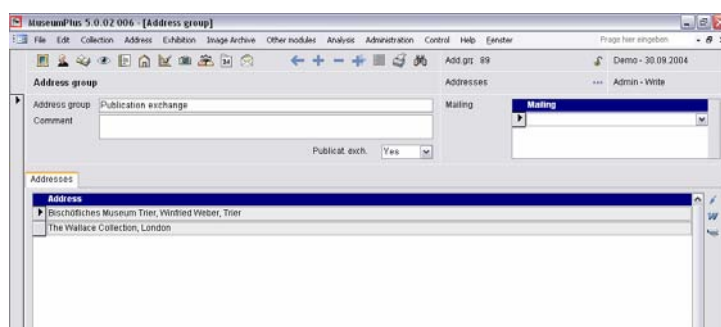 MuseumPlus 5.0.02 006 - [Address group]
File Edit Collection Address Exhibition Image Archive Other modules Analysis Administration Control Help Fenster Frage hier eingeben
Add.grp 89 Demo - 30.09.2004
Address group Addresses Admin - Write
Address group Publication exchange Mailing Mailing
Comment
Publicat. exch. Yes
Addresses
Address
Bischöfliches Museum Trier, Winfried Weber, Trier
The Wallace Collection, London